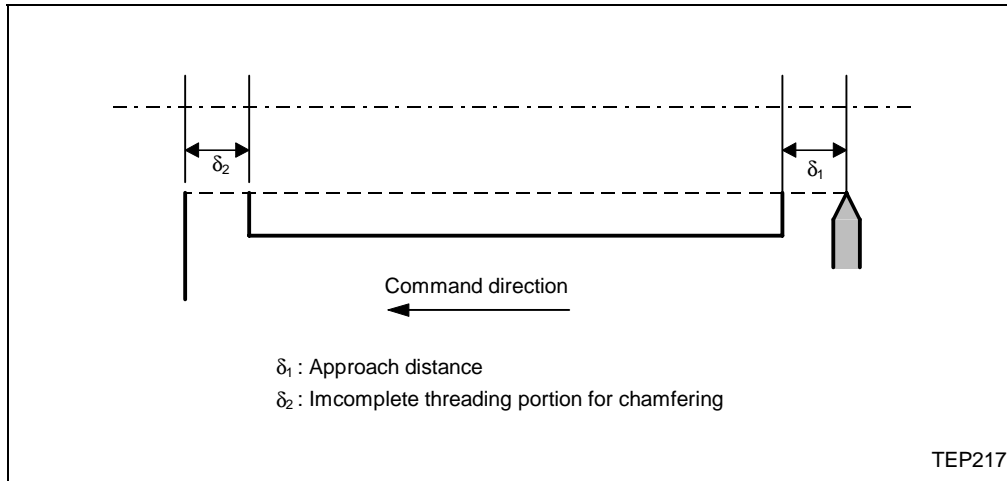 δ2
δ1
Command direction
δ1 : Approach distance
δ2 : Imcomplete threading portion for chamfering
TEP217